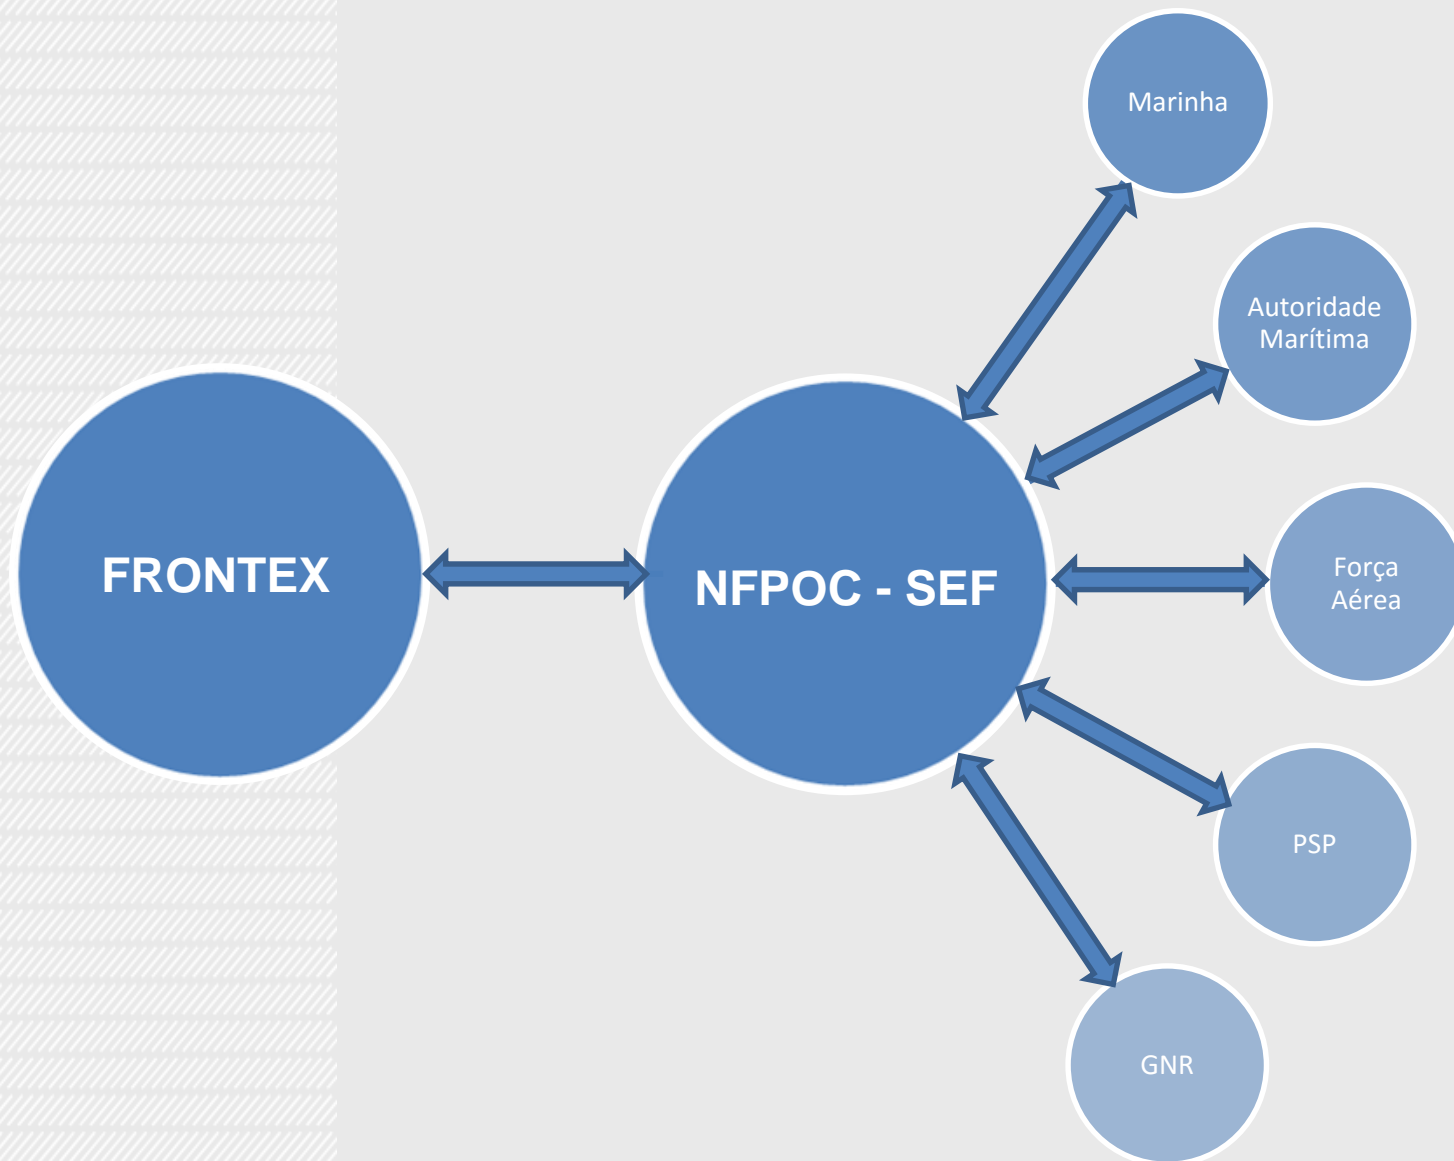 Marinha
Autoridade
Marítima
FRONTEX
NFPOC - SEF
Força
Aérea
PSP
GNR